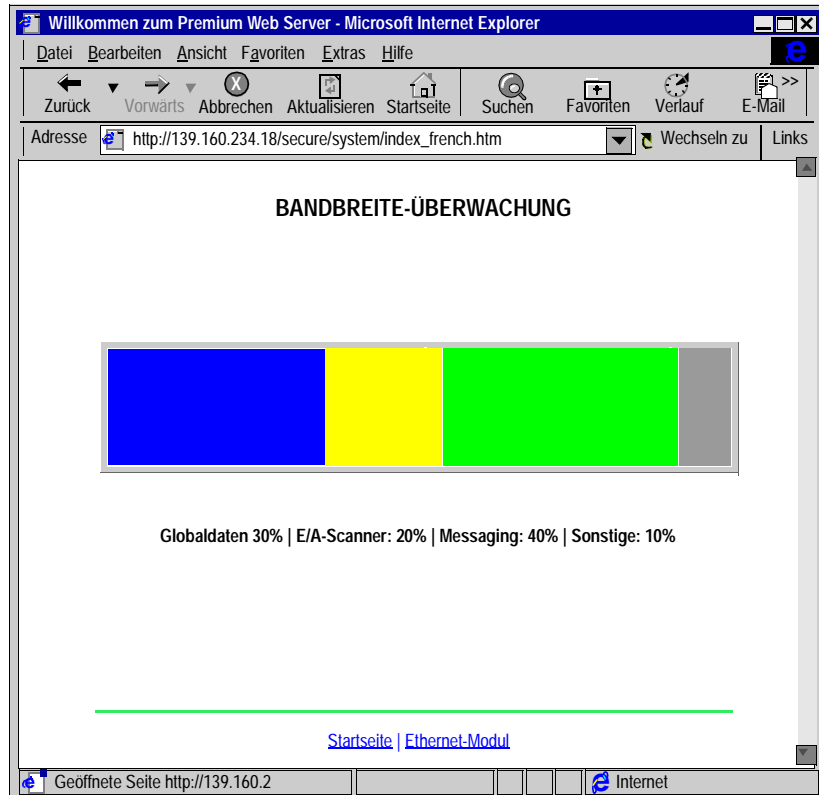 Willkommen zum Premium Web Server - Microsoft Internet Explorer
Datei Bearbeiten Ansicht Favoriten Extras Hilfe
Zurück Vorwärts Abbrechen Aktualisieren Startseite Suchen Favoriten Verlauf E-Mail >>
Adresse http://139.160.234.18/secure/system/index_french.htm Wechseln zu Links
BANDBREITE-ÜBERWACHUNG
Globaldaten 30% | E/A-Scanner: 20% | Messaging: 40% | Sonstige: 10%
Startseite | Ethernet-Modul
Geöffnete Seite http://139.160.2 Internet